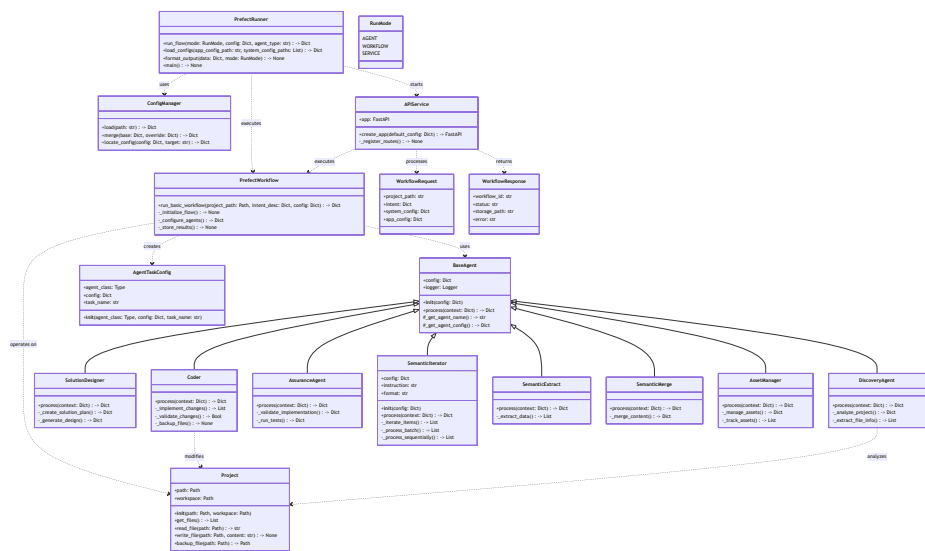 PrefectRunner
+run_flow(mode: RunMode, config: Dict, agent_type: str) : -> Dict
+load_configs(app_config_path: str, system_config_paths: List) : -> Dict
+format_output(data: Dict, mode: RunMode) : -> None
+main() : -> None
RunMode
AGENT
WORKFLOW
SERVICE
uses
executes
starts
ConfigManager
+load(path: str) : -> Dict
+merge(base: Dict, override: Dict) : -> Dict
+locate_config(config: Dict, target: str) : -> Dict
APIService
+app: FastAPI
+create_app(default_config: Dict) : -> FastAPI
-_register_routes() : -> None
executes
processes
returns
PrefectWorkflow
+run_basic_workflow(project_path: Path, intent_desc: Dict, config: Dict) : -> Dict
-_initialize_flow() : -> None
-_configure_agents() : -> Dict
-_store_results() : -> None
WorkflowRequest
+project_path: str
+intent: Dict
+system_config: Dict
+app_config: Dict
WorkflowResponse
+workflow_id: str
+status: str
+storage_path: str
+error: str
creates
uses
AgentTaskConfig
+agent_class: Type
+config: Dict
+task_name: str
+init(agent_class: Type, config: Dict, task_name: str)
BaseAgent
+config: Dict
+logger: Logger
+init(config: Dict)
+process(context: Dict) : -> Dict
#_get_agent_name() : -> str
#_get_agent_config() : -> Dict
operates on
SolutionDesigner
+process(context: Dict) : -> Dict
-_create_solution_plan() : -> Dict
-_generate_design() : -> Dict
Coder
+process(context: Dict) : -> Dict
-_implement_changes() : -> List
-_validate_changes() : -> Bool
-_backup_files() : -> None
AssuranceAgent
+process(context: Dict) : -> Dict
-_validate_implementation() : -> Dict
-_run_tests() : -> Dict
SemanticIterator
+config: Dict
+instruction: str
+format: str
+init(config: Dict)
+process(context: Dict) : -> Dict
-_iterate_items() : -> List
-_process_batch() : -> List
-_process_sequentially() : -> List
SemanticExtract
+process(context: Dict) : -> Dict
-_extract_data() : -> List
SemanticMerge
+process(context: Dict) : -> Dict
-_merge_content() : -> Dict
AssetManager
+process(context: Dict) : -> Dict
-_manage_assets() : -> Dict
-_track_assets() : -> List
DiscoveryAgent
+process(context: Dict) : -> Dict
-_analyze_project() : -> Dict
-_extract_file_info() : -> List
modifies
analyzes
Project
+path: Path
+workspace: Path
+init(path: Path, workspace: Path)
+get_files() : -> List
+read_file(path: Path) : -> str
+write_file(path: Path, content: str) : -> None
+backup_file(path: Path) : -> Path